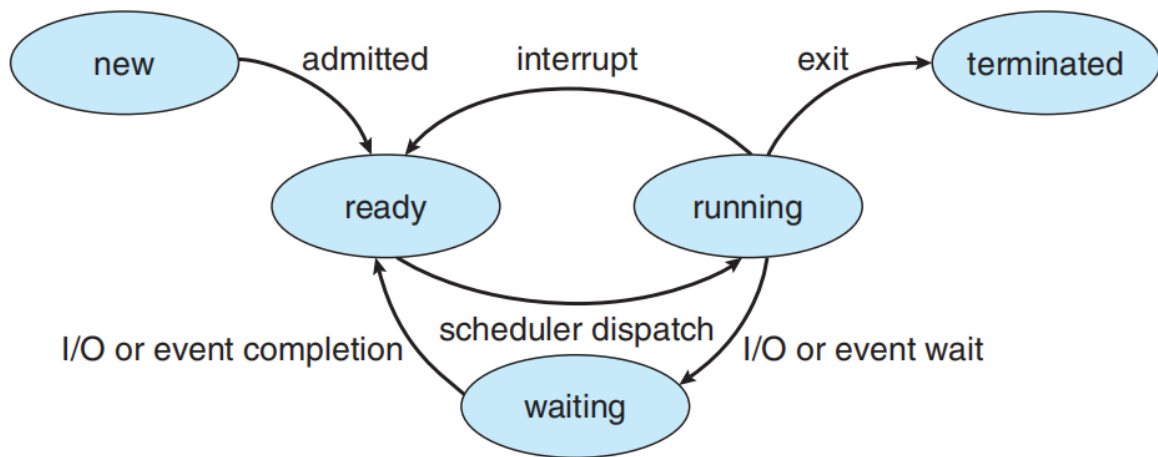 new
admitted
interrupt
exit
terminated
ready
running
I/O or event completion
scheduler dispatch
I/O or event wait
waiting